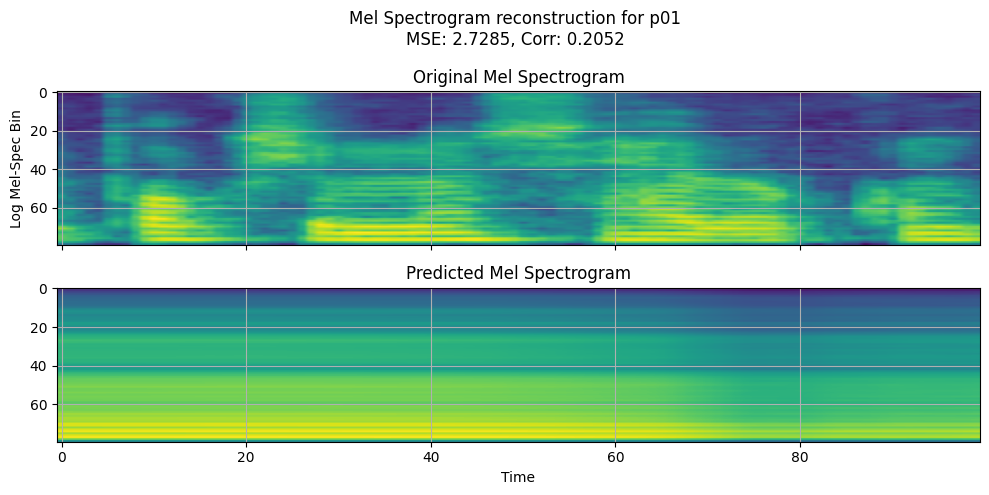 Mel Spectrogram reconstruction for p01
MSE: 2.7285, Corr: 0.2052
Original Mel Spectrogram
0
20
40
60
Log Mel-Spec Bin
Predicted Mel Spectrogram
0
20
40
60
0 20 40 60 80
Time